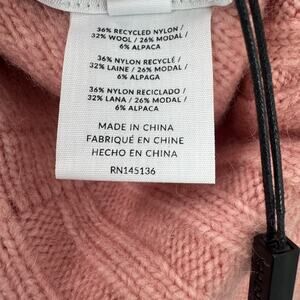 36% RECYCLED NYLON /
32% WOOL / 26% MODAL /
6% ALPACA
36% NYLON RECYCLÉ /
32% LAINE / 26% MODAL /
6% ALPAGA
36% NYLON RECICLADO /
32% LANA / 26% MODAL /
6% ALPACA
MADE IN CHINA
FABRIQUÉ EN CHINE
HECHO EN CHINA
RN145136